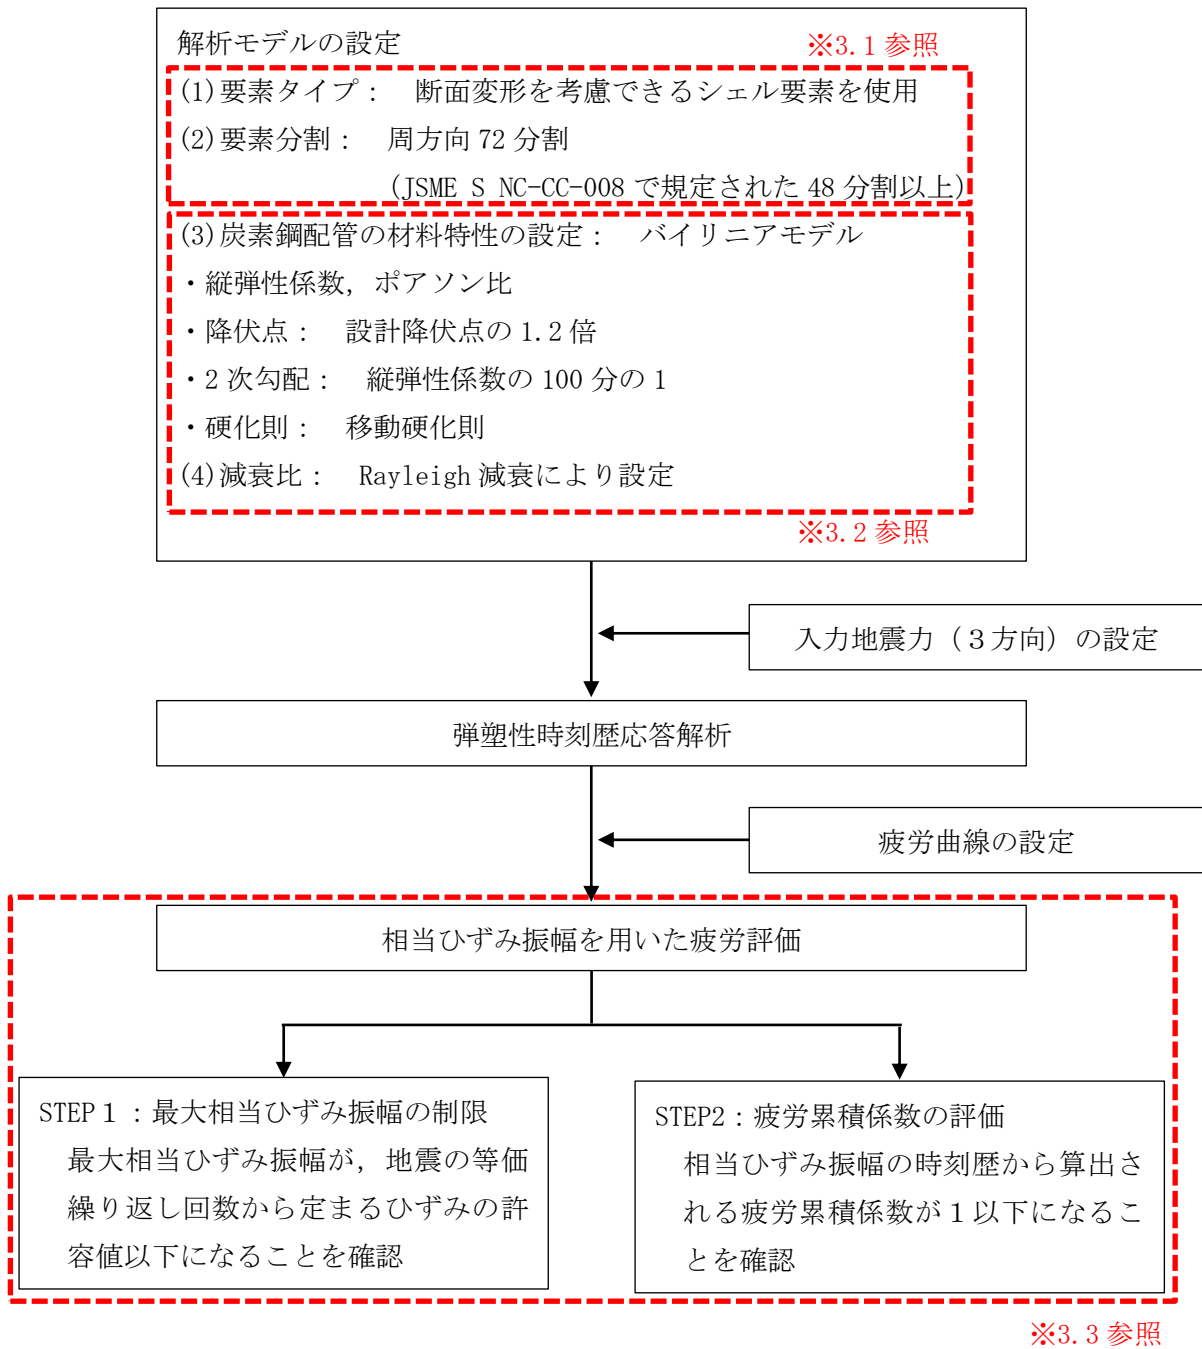 解析モデルの設定
※3.1 参照
(1)要素タイプ： 断面変形を考慮できるシェル要素を使用
(2)要素分割： 周方向 72 分割
(JSME S NC-CC-008 で規定された 48 分割以上)
(3)炭素鋼配管の材料特性の設定： バイリニアモデル
・縦弾性係数，ポアソン比
・降伏点： 設計降伏点の 1.2 倍
・2 次勾配： 縦弾性係数の 100 分の 1
・硬化則： 移動硬化則
(4)減衰比： Rayleigh 減衰により設定
※3.2 参照
入力地震力（３方向）の設定
弾塑性時刻歴応答解析
疲労曲線の設定
相当ひずみ振幅を用いた疲労評価
STEP１：最大相当ひずみ振幅の制限
最大相当ひずみ振幅が，地震の等価
繰り返し回数から定まるひずみの許
容値以下になることを確認
STEP2：疲労累積係数の評価
相当ひずみ振幅の時刻歴から算出さ
れる疲労累積係数が１以下になるこ
とを確認
※3.3 参照